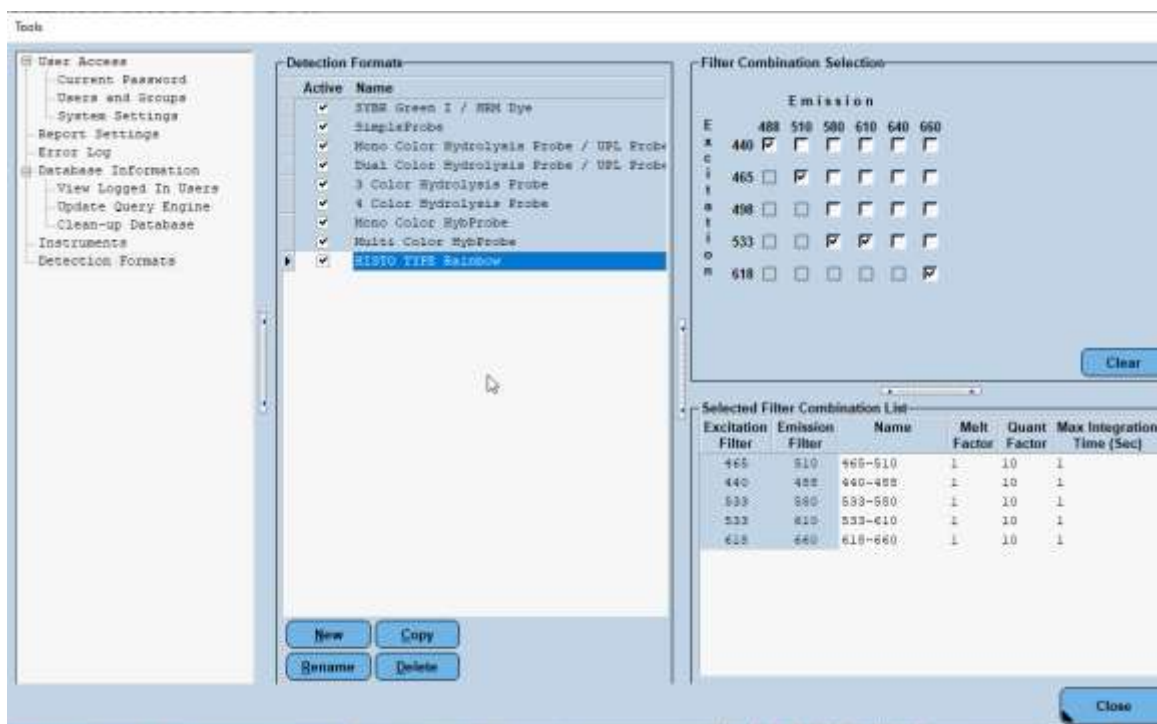 Tools
User Access
Current Password
Users and Groups
System Settings
Report Settings
Error Log
Database Information
View Logged In Users
Update Query Engine
Clean-up Database
Instruments
Detection Formats
Detection Formats
Active Name
SYBR Green I / HRM Dye
SimpleProbe
Mono Color Hydrolysis Probe / UPL Probe
Dual Color Hydrolysis Probe / UPL Probe
3 Color Hydrolysis Probe
4 Color Hydrolysis Probe
Mono Color HybProbe
Multi Color HybProbe
HISTO TYPE Rainbow
New Copy
Rename Delete
Filter Combination Selection
Emission
Excitation
488 510 580 610 640 660
440
465
498
533
618
Clear
Selected Filter Combination List
Excitation Filter Emission Filter Name Melt Factor Quant Factor Max Integration Time (Sec)
465 510 465-510 1 10 1
440 488 440-488 1 10 1
533 580 533-580 1 10 1
533 610 533-610 1 10 1
618 660 618-660 1 10 1
Close